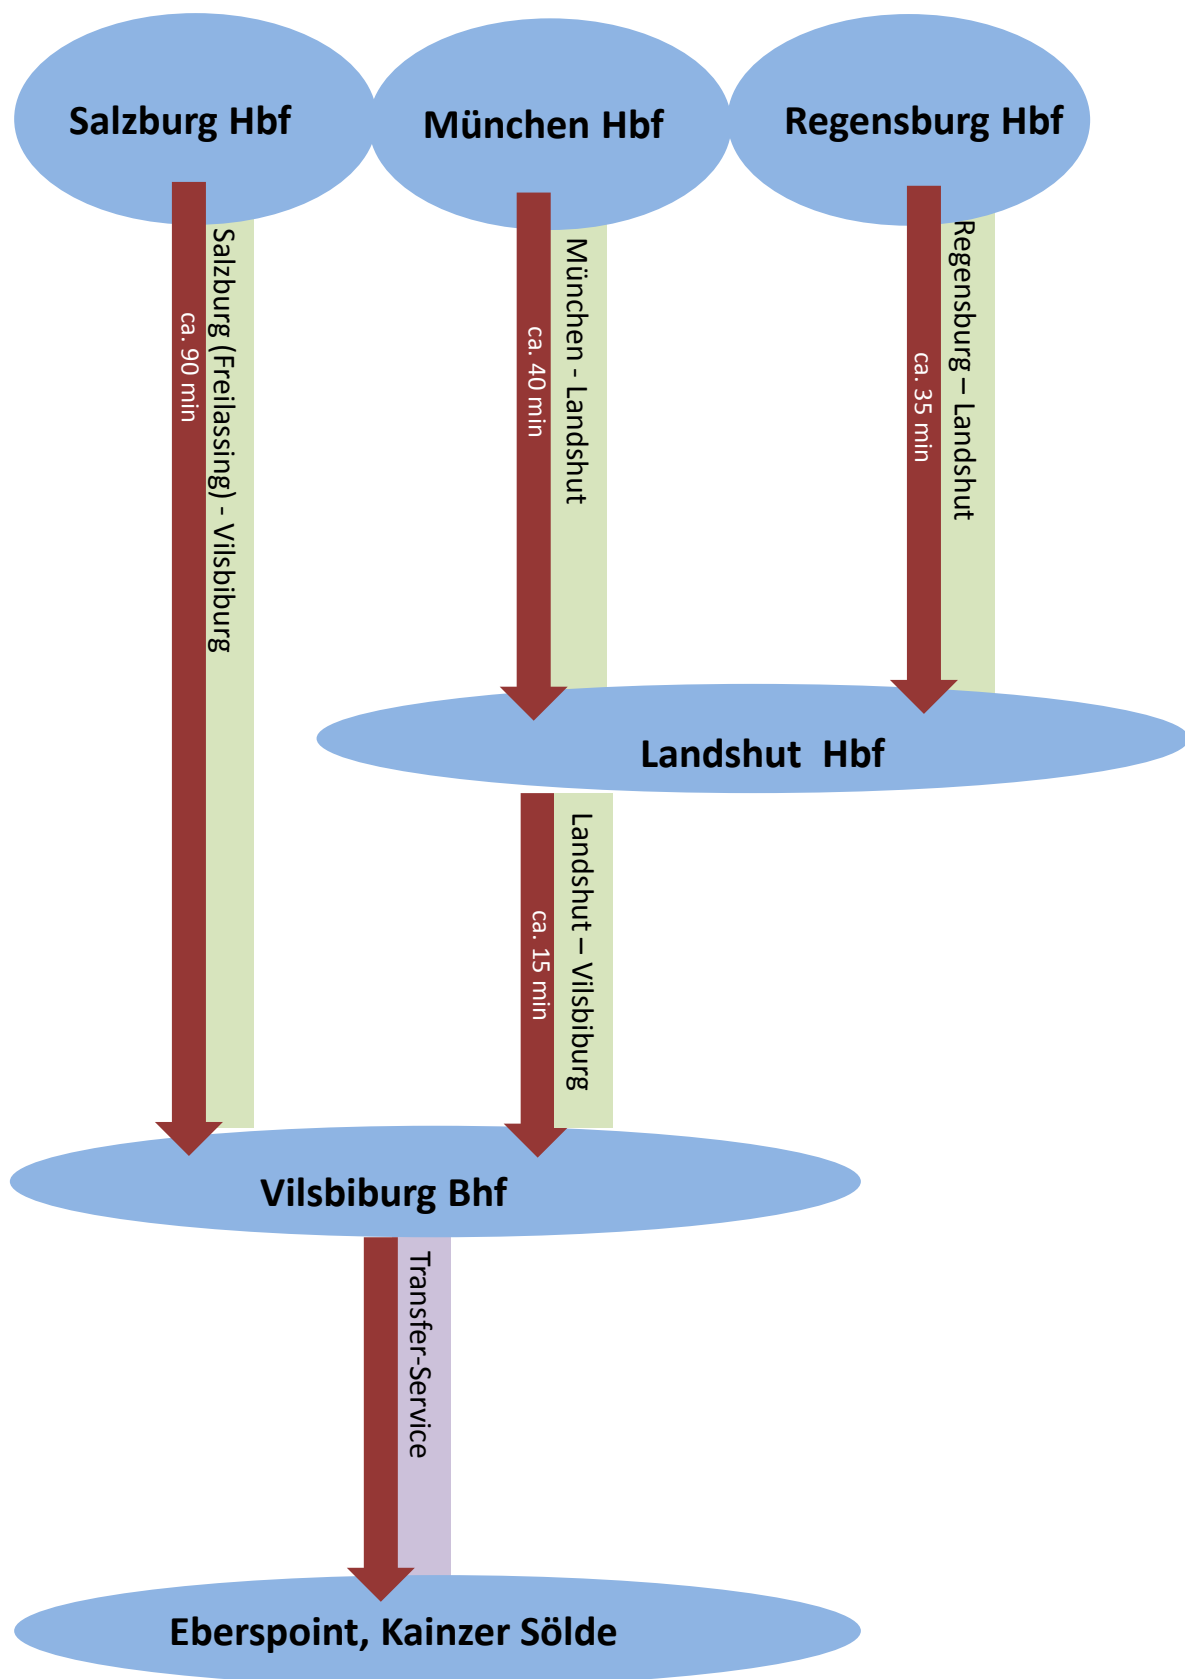 Salzburg Hbf
München Hbf
Regensburg Hbf
ca. 90 min
Salzburg (Freilassing) - Vilsbiburg
ca. 40 min
München - Landshut
ca. 35 min
Regensburg – Landshut
Landshut  Hbf
ca. 15 min
Landshut – Vilsbiburg
Vilsbiburg Bhf
Transfer-Service
Eberspoint, Kainzer Sölde